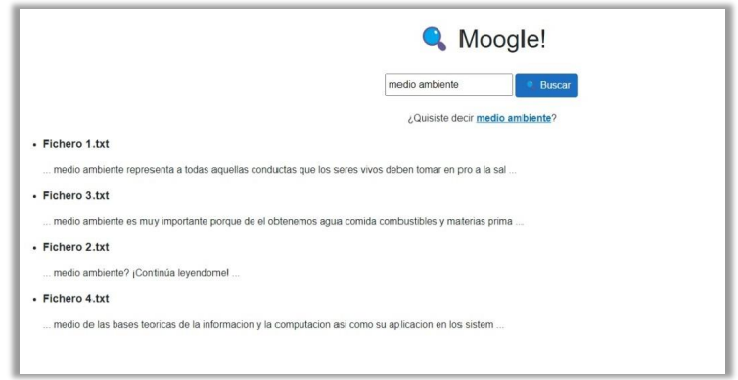 Moogle!
medio ambiente Buscar
¿Quisiste decir medio ambiente?
• Fichero 1.txt
... medio ambiente representa a todas aquellas conductas que los seres vivos deben tomar en pro a la sal ...
• Fichero 3.txt
... medio ambiente es muy importante porque de el obtenemos agua comida combustibles y materias prima ...
• Fichero 2.txt
... medio ambiente? ¡Continúa leyendome! ...
• Fichero 4.txt
... medio de las bases teoricas de la informacion y la computacion asi como su aplicacion en los sistem ...